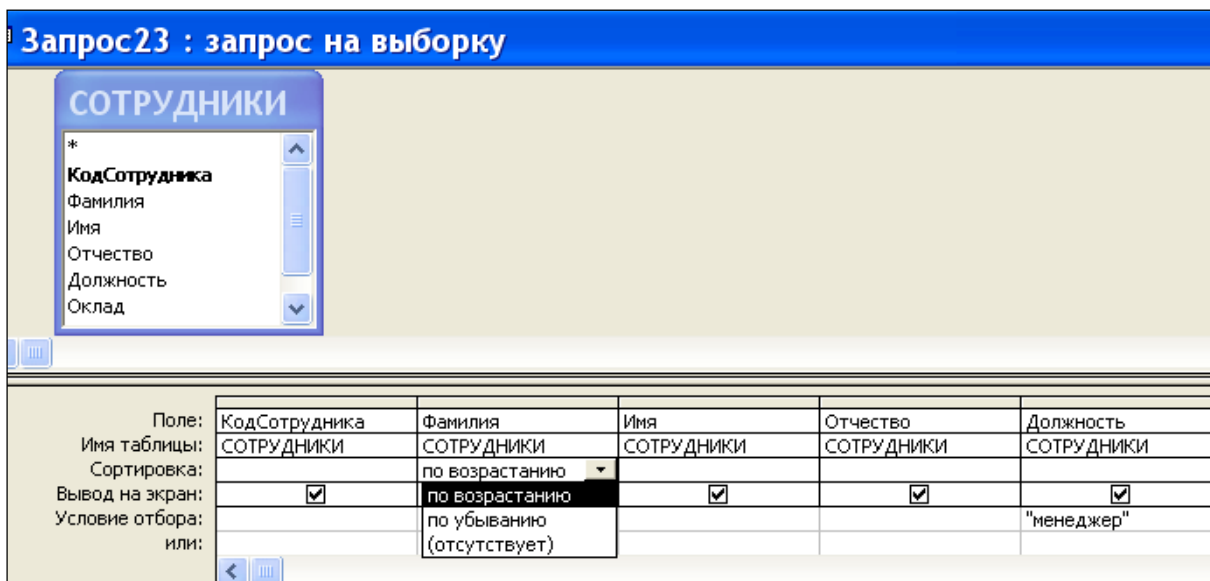 Запрос23 : запрос на выборку
СОТРУДНИКИ
*
КодСотрудника
Фамилия
Имя
Отчество
Должность
Оклад
Поле: КодСотрудника Фамилия Имя Отчество Должность
Имя таблицы: СОТРУДНИКИ СОТРУДНИКИ СОТРУДНИКИ СОТРУДНИКИ СОТРУДНИКИ
Сортировка: по возрастанию
Вывод на экран: по возрастанию
Условие отбора: по убыванию "менеджер"
или: (отсутствует)